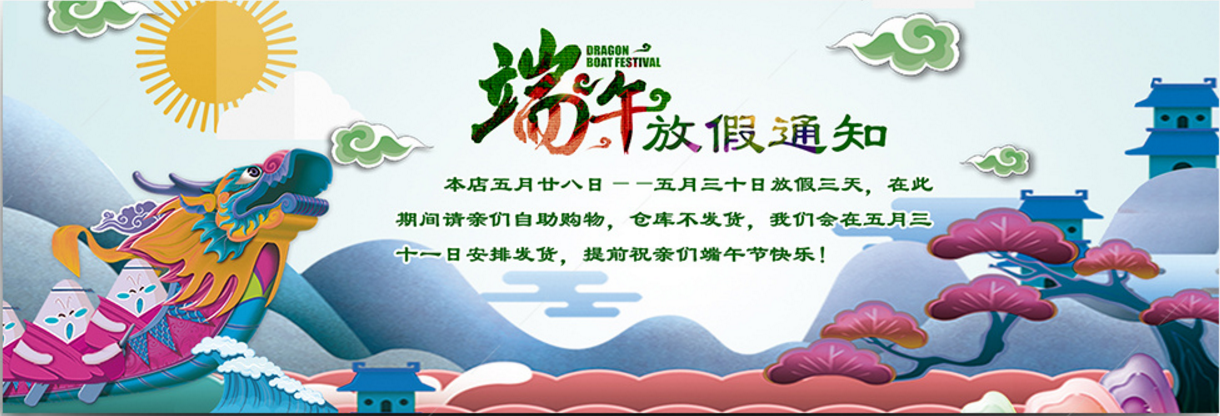 端午
DRAGON
BOAT FESTIVAL
放假通知
本店五月廿八日－－五月三十日放假三天，在此
期间请亲们自助购物，仓库不发货，我们会在五月三
十一日安排发货，提前祝亲们端午节快乐！